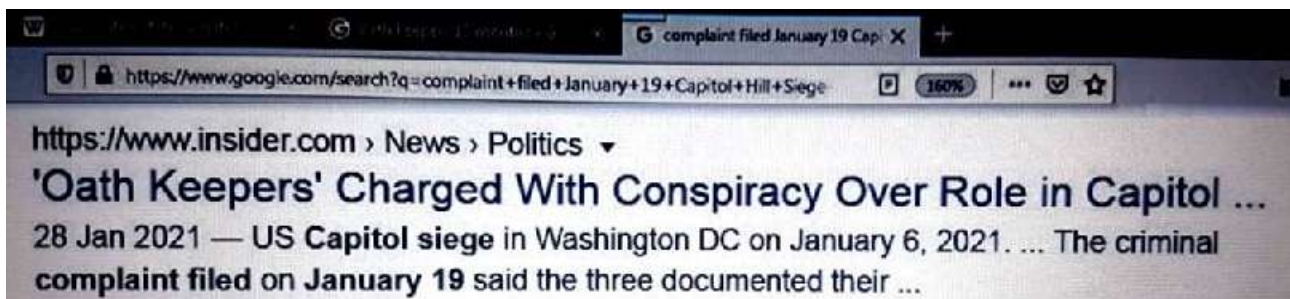 W
G
G complaint filed January 19 Capi X +
https://www.google.com/search?q=complaint+filed+January+19+Capitol+Hill+Siege P 160% ...
https://www.insider.com › News › Politics ▾
'Oath Keepers' Charged With Conspiracy Over Role in Capitol ...
28 Jan 2021 — US Capitol siege in Washington DC on January 6, 2021. ... The criminal
complaint filed on January 19 said the three documented their ...